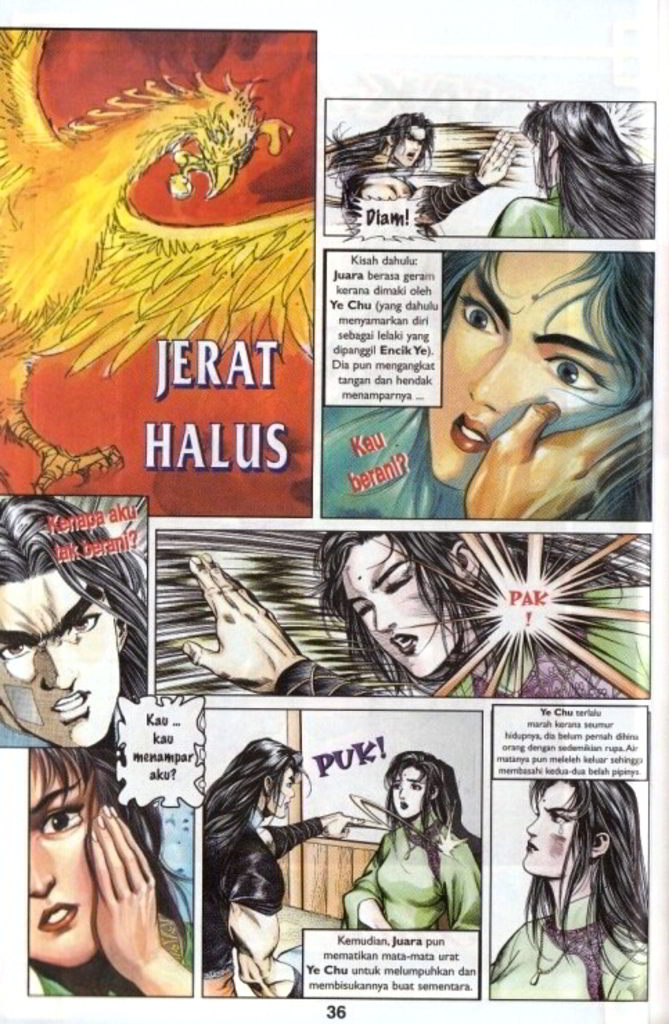 JERAT
HALUS
Diam!
Kisah dahulu:
Juara berasa geram
kerana dimaki oleh
Ye Chu (yang dahulu
menyamarkan diri
sebagai lelaki yang
dipanggil Encik Ye).
Dia pun mengangkat
tangan dan hendak
menamparnya ...
Kau
berani?
Kenapa aku
tak berani?
PAK
!
Kau ...
kau
menampar
aku?
PUK!
Kemudian, Juara pun
mematikan mata-mata urat
Ye Chu untuk melumpuhkan dan
membisukannya buat sementara.
Ye Chu terlalu
marah kerana seumur
hidupnya, dia belum pernah dihina
orang dengan sedemikian rupa. Air
matanya pun meleleh keluar sehingga
membasahi kedua-dua belah pipinya.
36